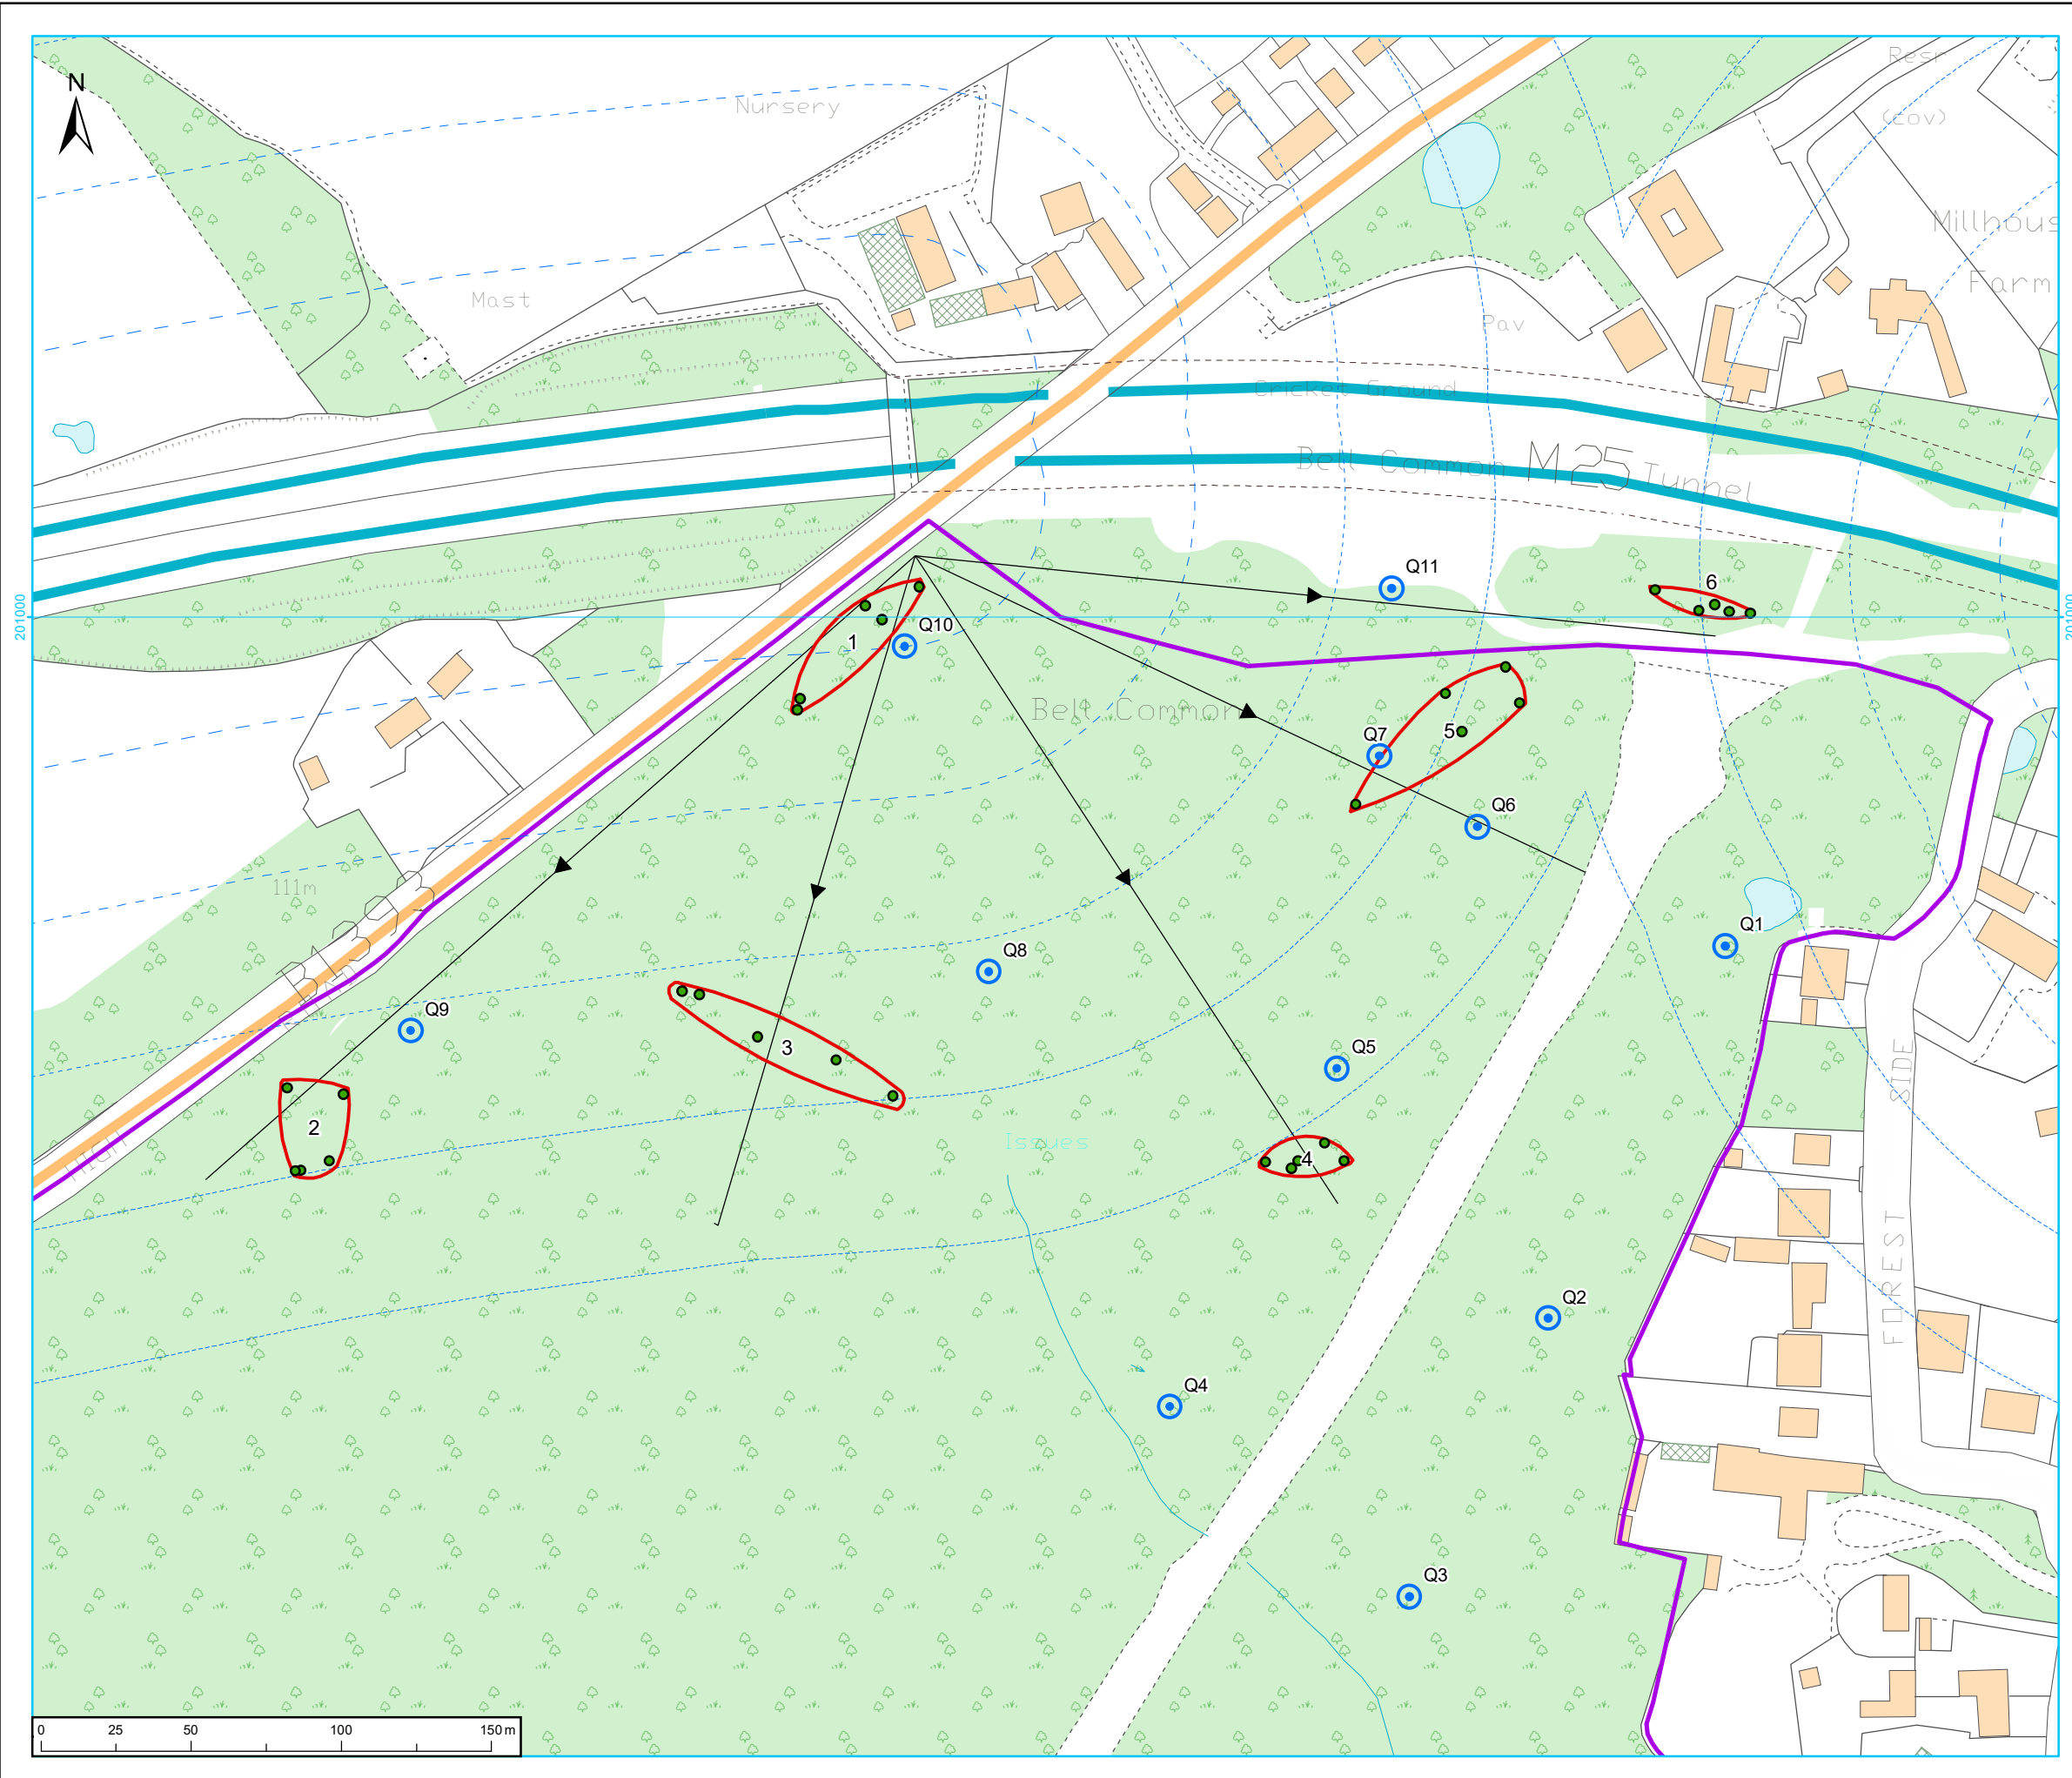 Resr
N
Nursery
(cov)
Millhous
Farm
Mast
Pav
Cricket Ground
Bell Common M25 Tunnel
6
Q11
201000
201000
Q10
1
Bell Common
5
Q7
Q6
111m
Q1
Q8
Q9
3
Q5
SIDE
2
Issues
4
HIGH
FOREST
Q2
Q4
Q3
0 25 50 100 150 m